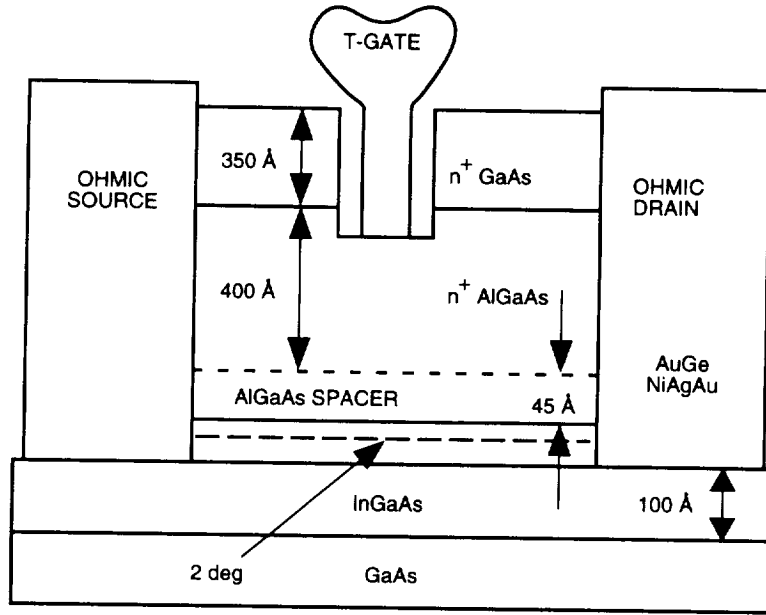 T-GATE
350 Å
OHMIC
SOURCE
n+ GaAs
OHMIC
DRAIN
400 Å
n+ AlGaAs
AuGe
NiAgAu
AlGaAs SPACER
45 Å
InGaAs
100 Å
2 deg
GaAs